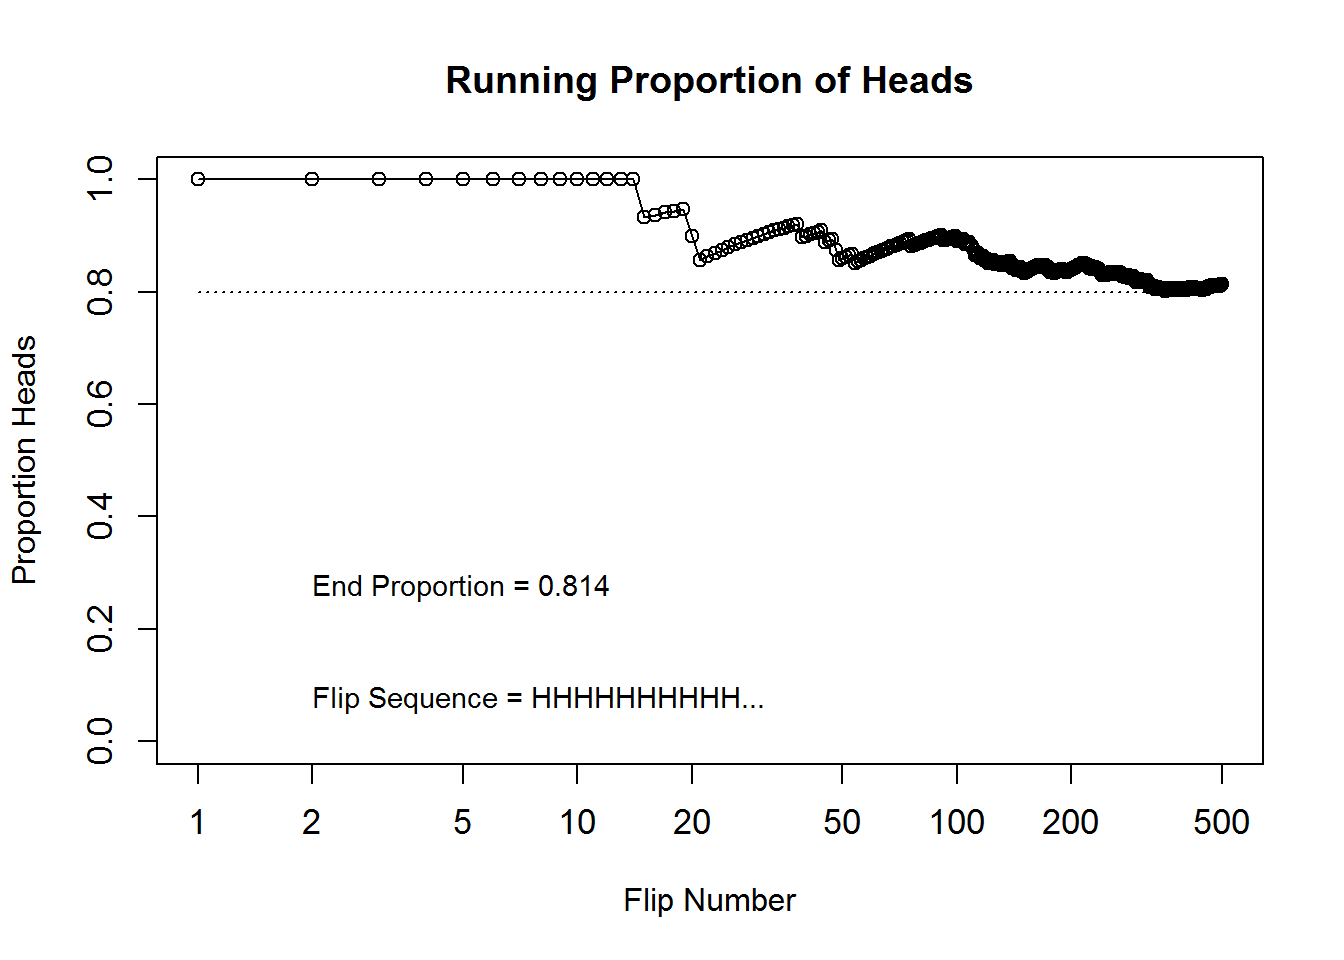 Running Proportion of Heads
Proportion Heads
1.0
0.8
0.6
0.4
0.2
0.0
End Proportion = 0.814
Flip Sequence = HHHHHHHHHH...
1 2 5 10 20 50 100 200 500
Flip Number